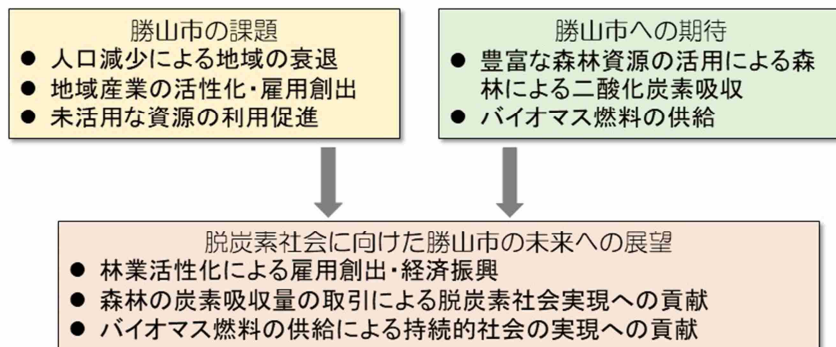 勝山市の課題
● 人口減少による地域の衰退
● 地域産業の活性化・雇用創出
● 未活用な資源の利用促進
勝山市への期待
● 豊富な森林資源の活用による森
林による二酸化炭素吸収
● バイオマス燃料の供給
脱炭素社会に向けた勝山市の未来への展望
● 林業活性化による雇用創出・経済振興
● 森林の炭素吸収量の取引による脱炭素社会実現への貢献
● バイオマス燃料の供給による持続的社会の実現への貢献